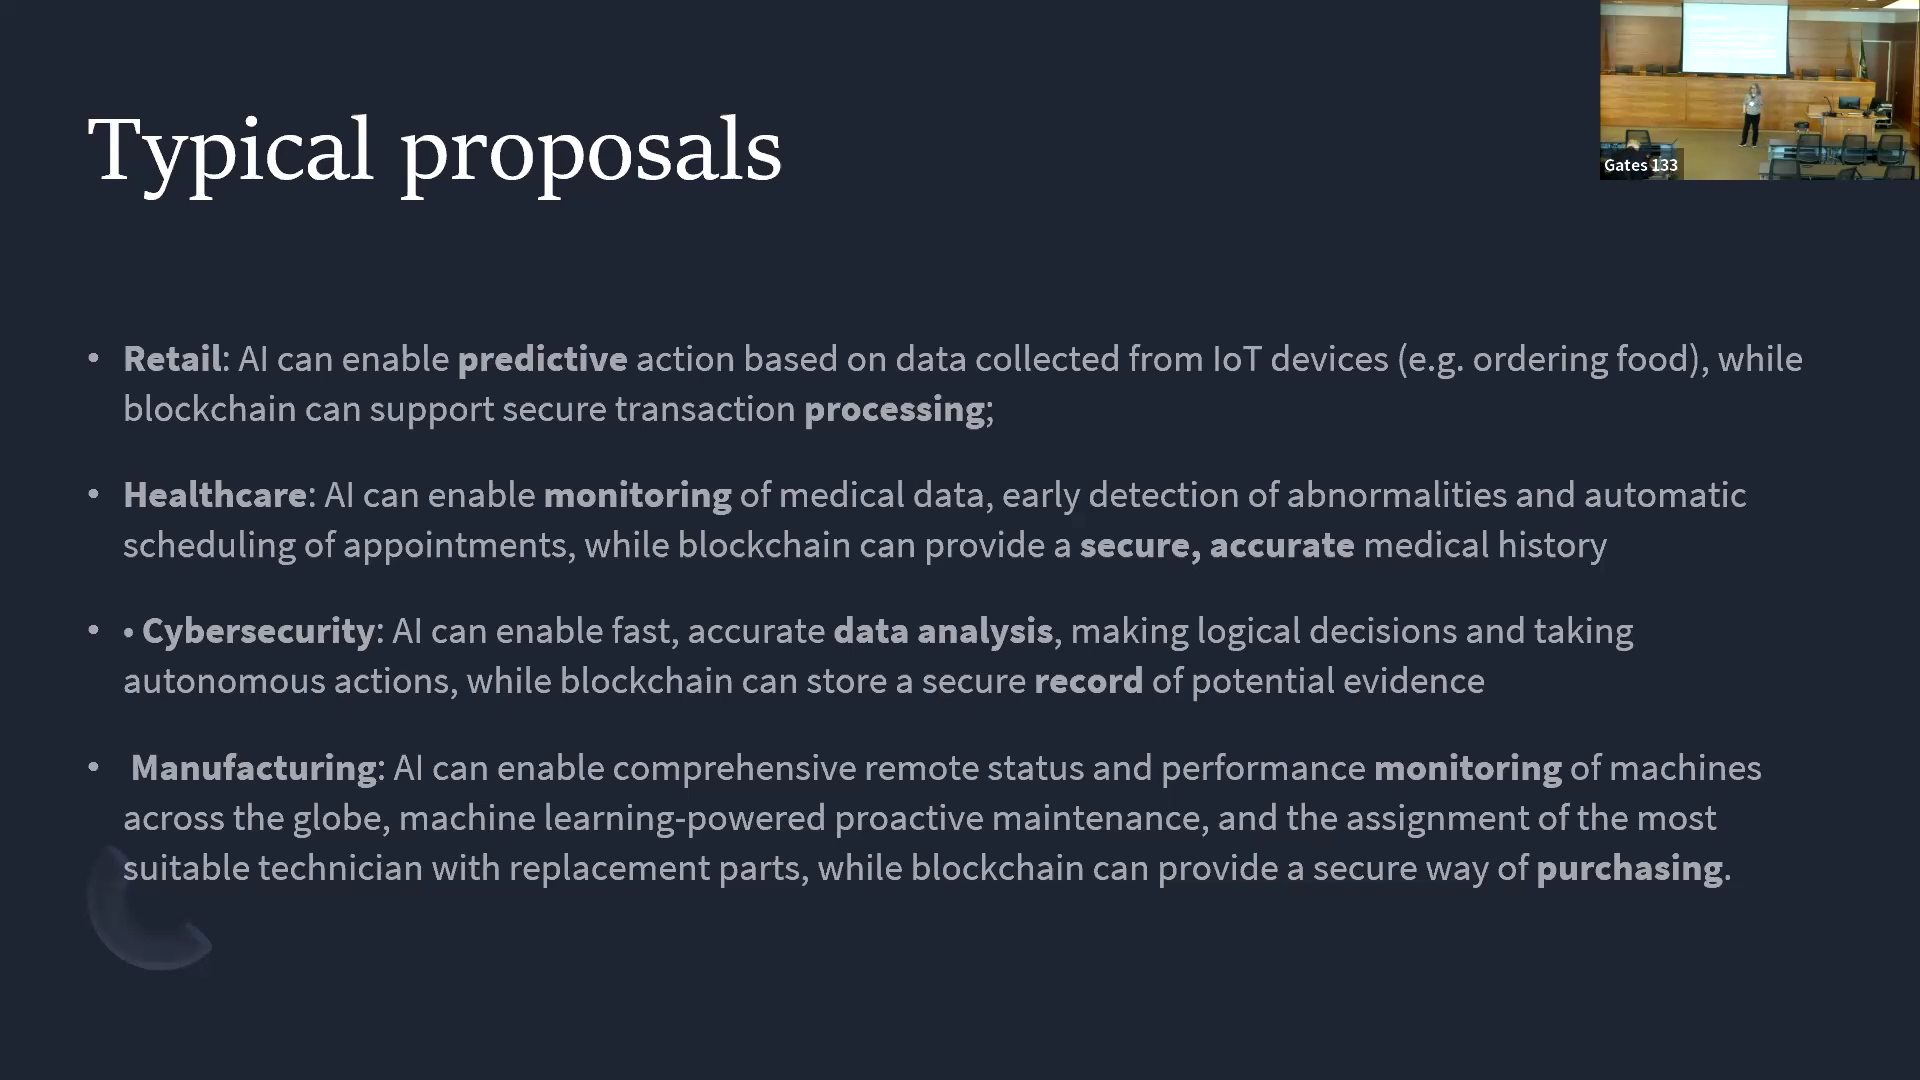 Typical proposals
Gates 133
• Retail: AI can enable predictive action based on data collected from IoT devices (e.g. ordering food), while
blockchain can support secure transaction processing;
• Healthcare: AI can enable monitoring of medical data, early detection of abnormalities and automatic
scheduling of appointments, while blockchain can provide a secure, accurate medical history
• • Cybersecurity: AI can enable fast, accurate data analysis, making logical decisions and taking
autonomous actions, while blockchain can store a secure record of potential evidence
• Manufacturing: AI can enable comprehensive remote status and performance monitoring of machines
across the globe, machine learning-powered proactive maintenance, and the assignment of the most
suitable technician with replacement parts, while blockchain can provide a secure way of purchasing.